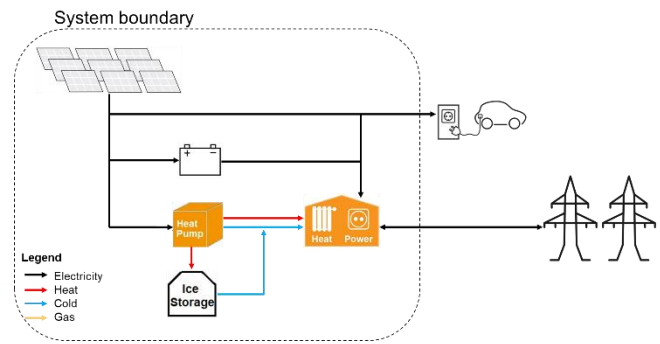 System boundary
+ −
Heat
Pump
Heat Power
Ice
Storage
Legend
Electricity
Heat
Cold
Gas